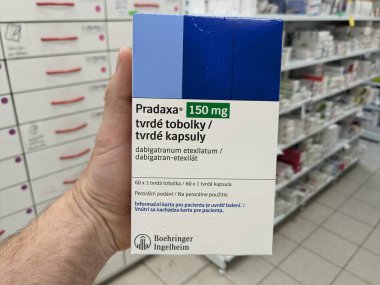 Pradaxa® 150 mg
tvrdé tobolky /
tvrdé kapsuly
dabigatranum etexilatum /
dabigatran-etexilát
60 x 1 tvrdá tobolka / 60 x 1 tvrdá kapsula
Perorální podání / Na perorálne použitie
Informační karta pro pacienta je uvnitř balení. /
Vnútri sa nachádza karta pre pacienta.
Boehringer
Ingelheim